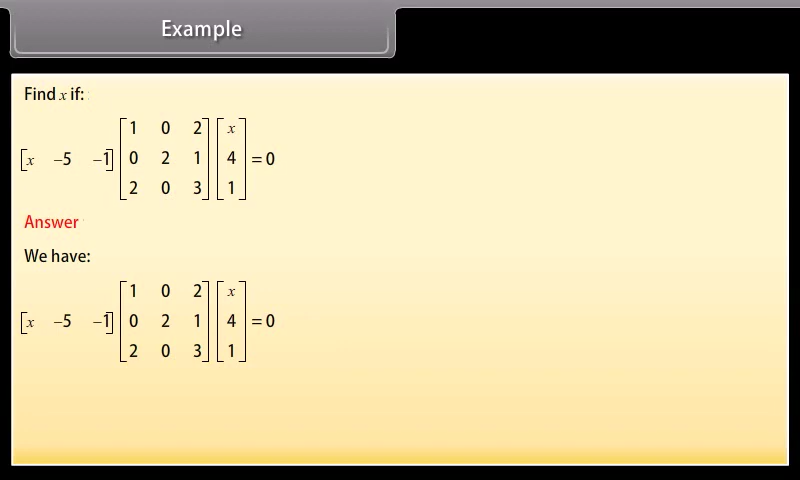 Example
Find x if:
[x −5 −1] [1 0 2; 0 2 1; 2 0 3] [x; 4; 1] = 0
Answer
We have:
[x −5 −1] [1 0 2; 0 2 1; 2 0 3] [x; 4; 1] = 0